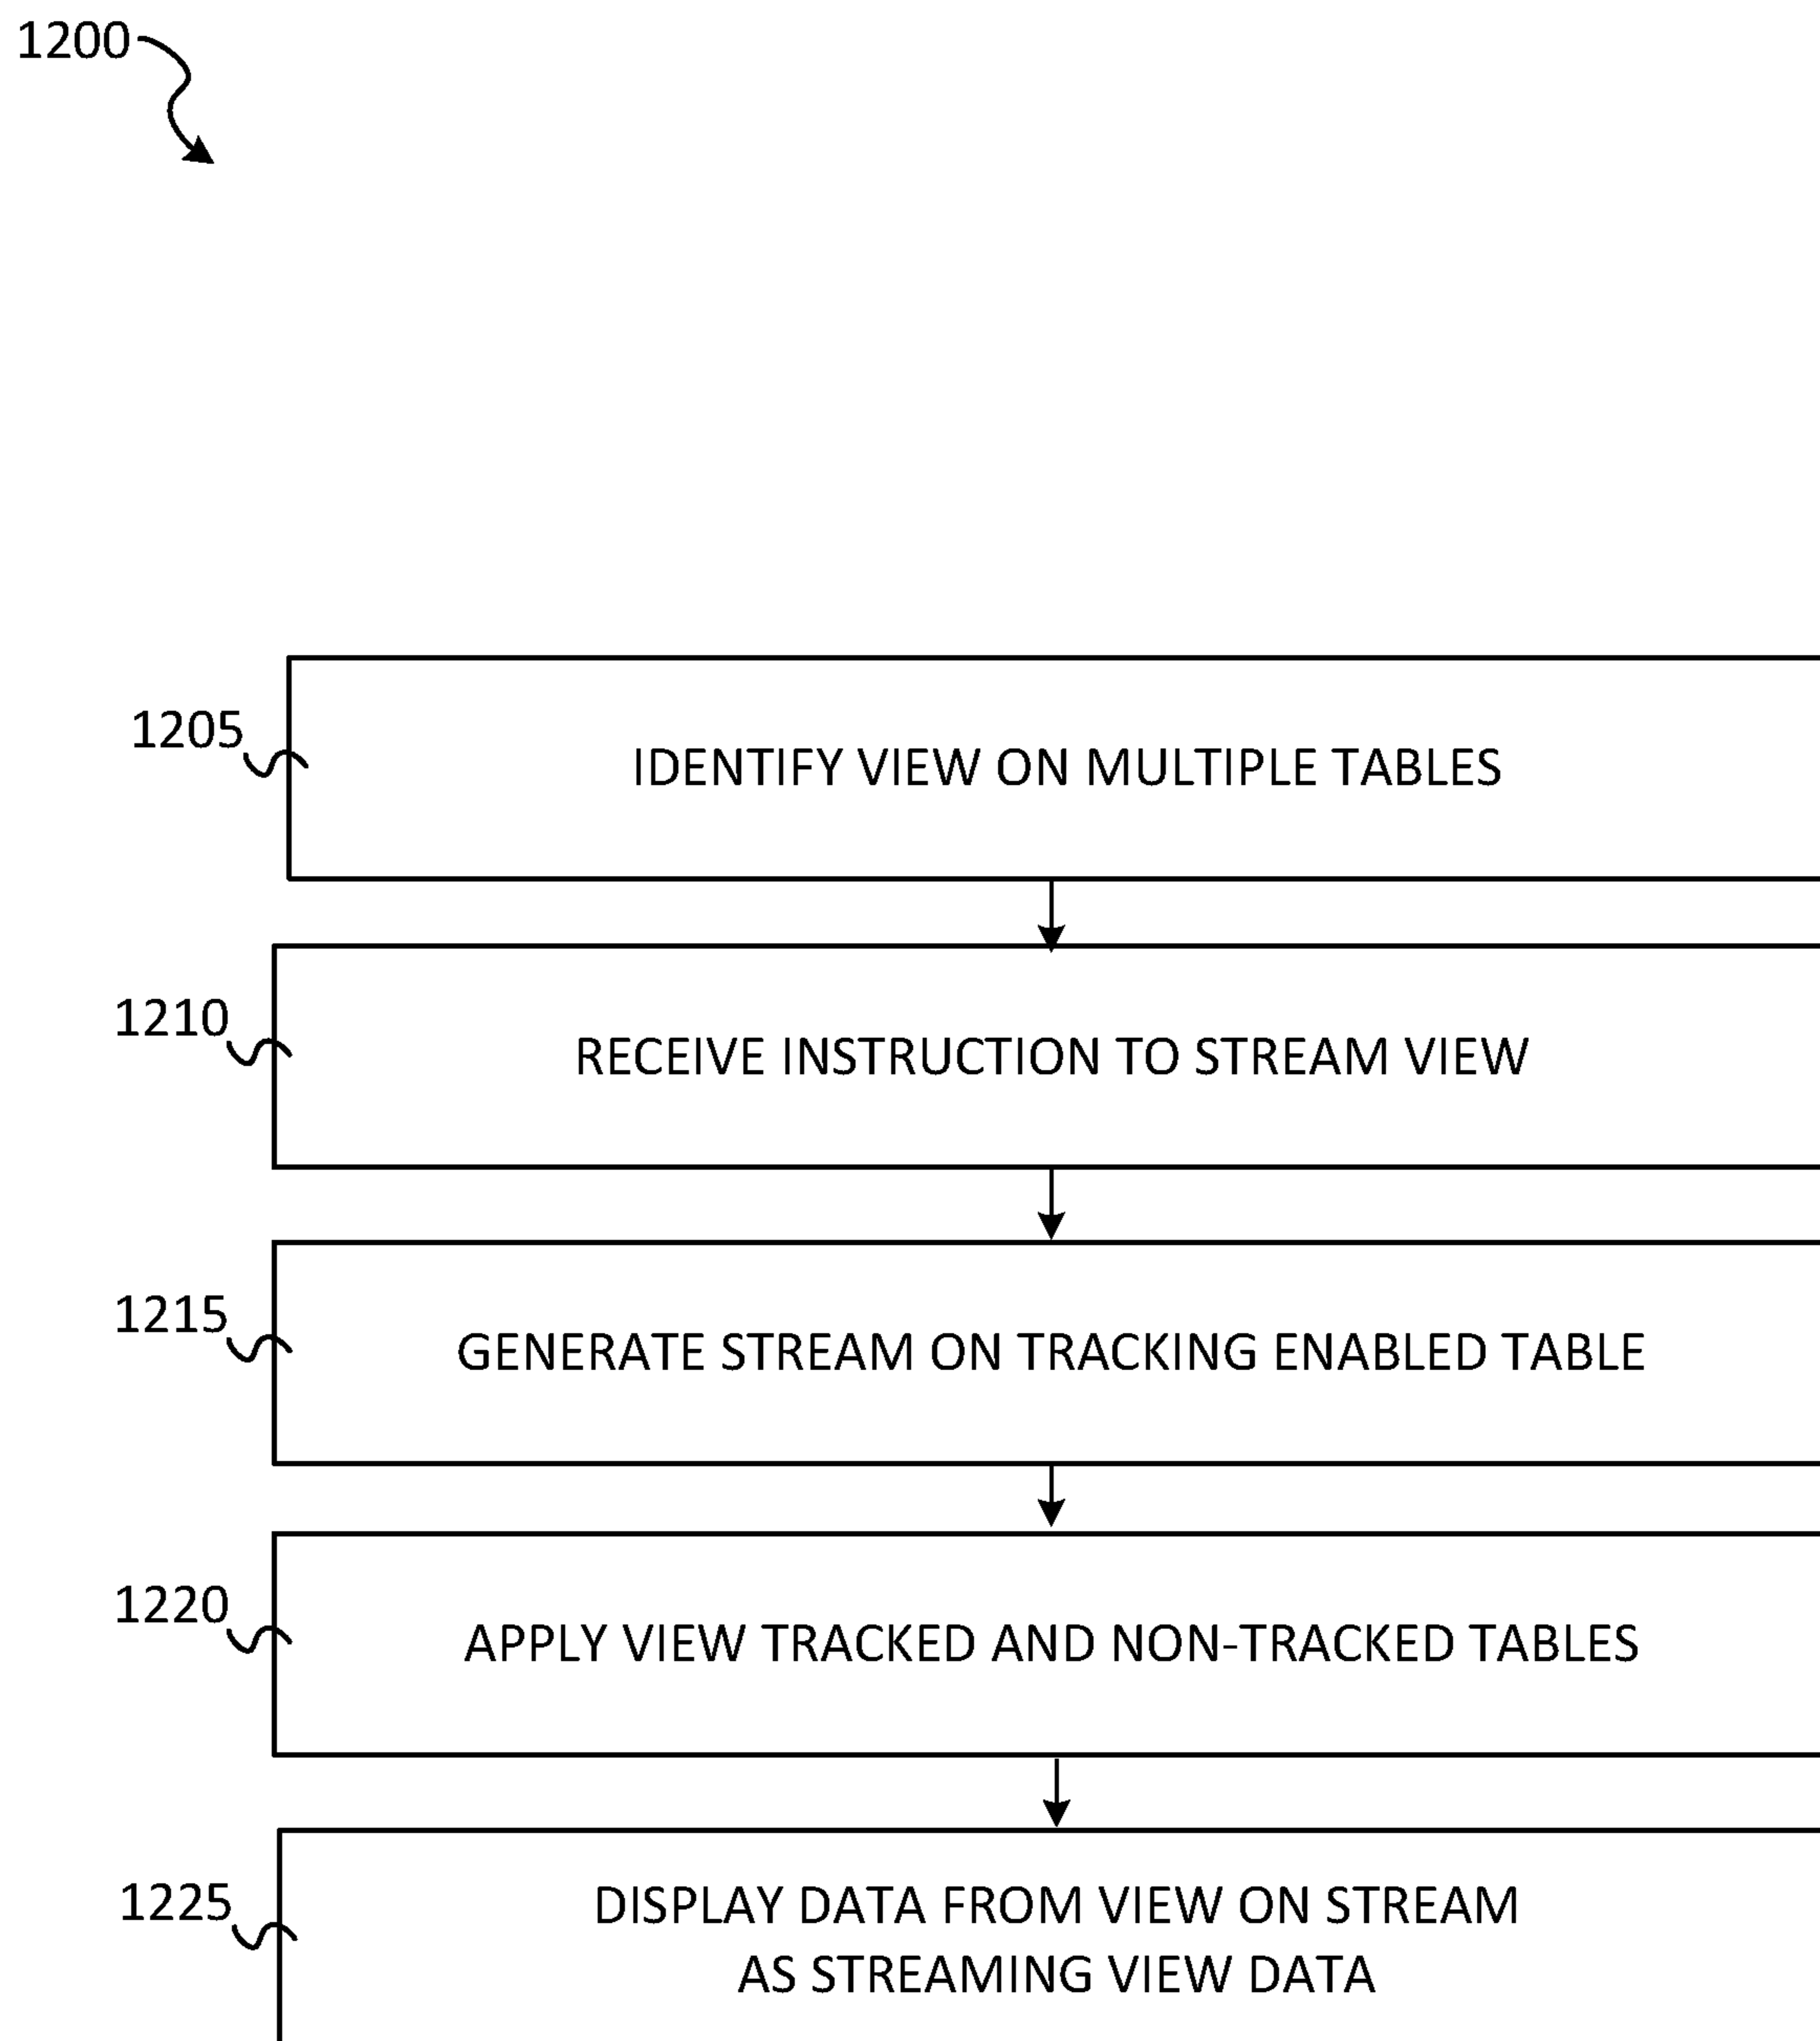 1200
1205
IDENTIFY VIEW ON MULTIPLE TABLES
1210
RECEIVE INSTRUCTION TO STREAM VIEW
1215
GENERATE STREAM ON TRACKING ENABLED TABLE
1220
APPLY VIEW TRACKED AND NON-TRACKED TABLES
1225
DISPLAY DATA FROM VIEW ON STREAM
AS STREAMING VIEW DATA